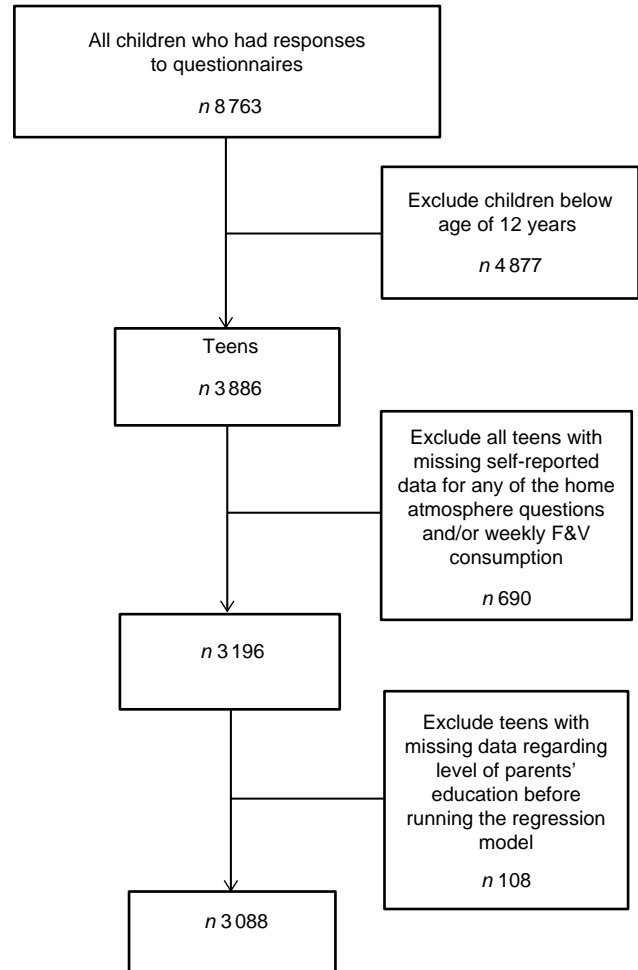 All children who had responses
to questionnaires
n 8 763
Exclude children below
age of 12 years
n 4 877
Teens
n 3 886
Exclude all teens with
missing self-reported
data for any of the home
atmosphere questions
and/or weekly F&V
consumption
n 690
n 3 196
Exclude teens with
missing data regarding
level of parents’
education before
running the regression
model
n 108
n 3 088